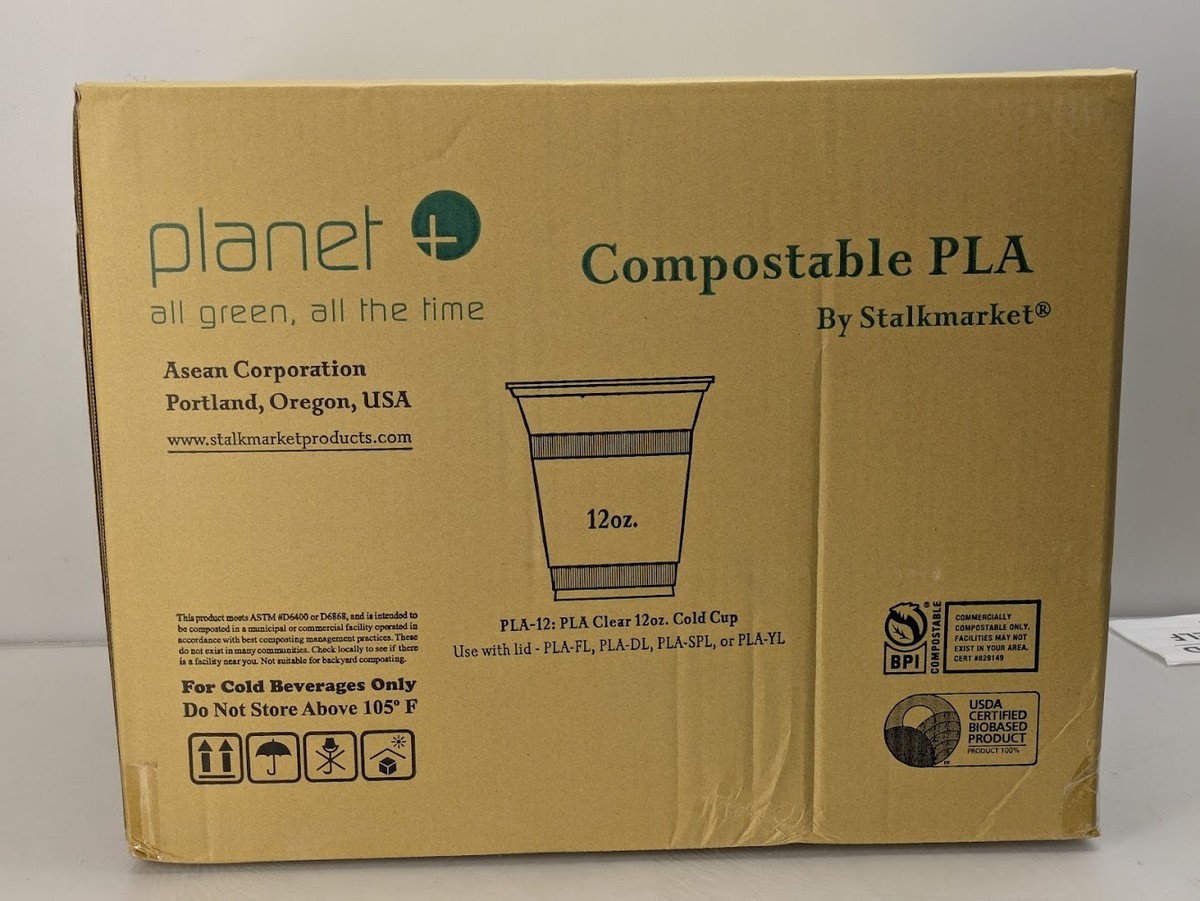 planet +
all green, all the time
Compostable PLA
By Stalkmarket®
Asean Corporation
Portland, Oregon, USA
www.stalkmarketproducts.com
12oz.
PLA-12: PLA Clear 12oz. Cold Cup
Use with lid - PLA-FL, PLA-DL, PLA-SPL, or PLA-YL
This product meets ASTM #D6400 or D6868, and is intended to
be composted in a municipal or commercial facility operated in
accordance with best composting management practices. These
do not exist in many communities. Check locally to see if there
is a facility near you. Not suitable for backyard composting.
For Cold Beverages Only
Do Not Store Above 105º F
BPI
®
COMPOSTABLE
COMMERCIALLY
COMPOSTABLE ONLY.
FACILITIES MAY NOT
EXIST IN YOUR AREA.
CERT #829149
USDA
CERTIFIED
BIOBASED
PRODUCT
PRODUCT 100%
FP